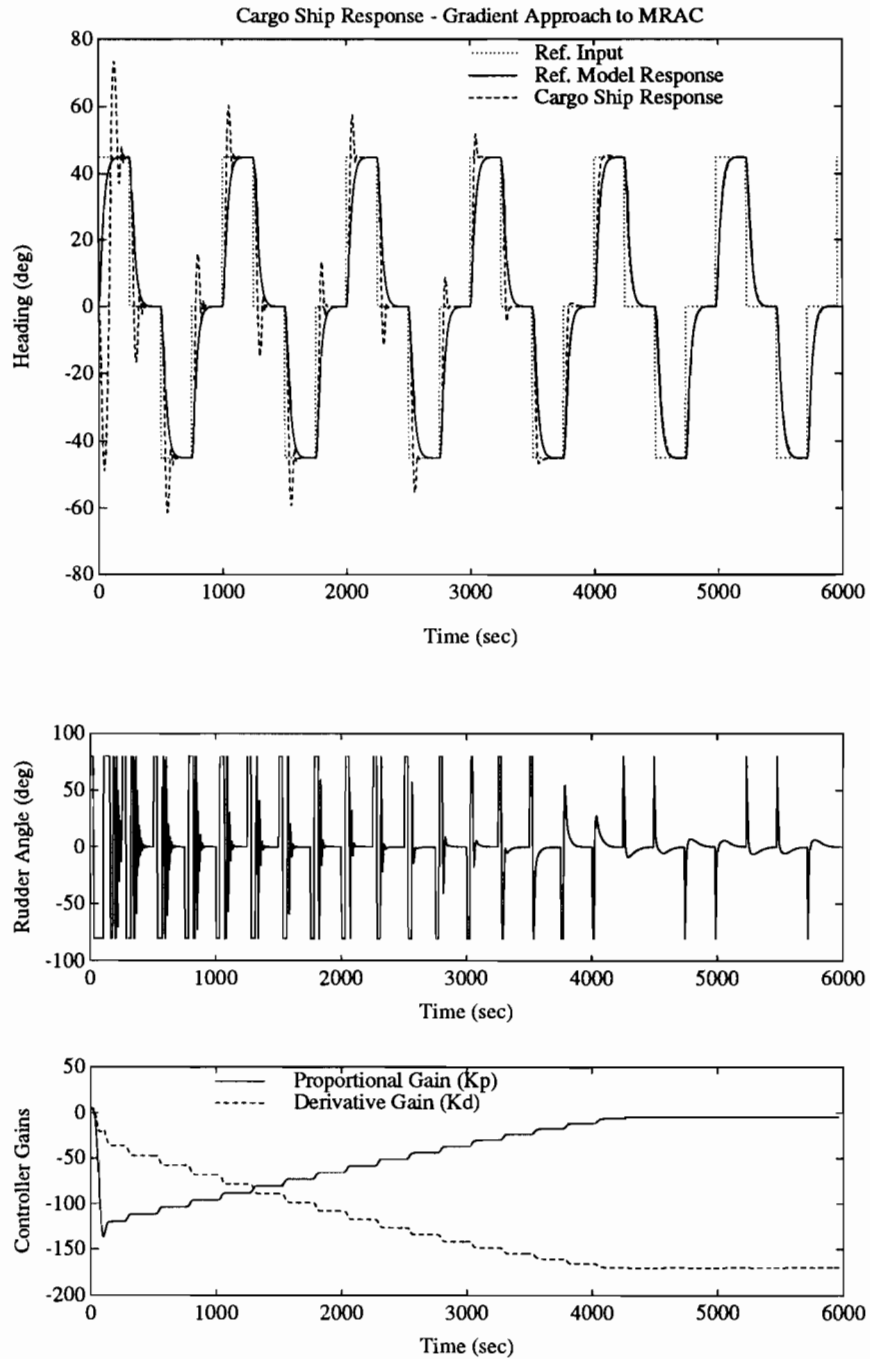 Cargo Ship Response - Gradient Approach to MRAC
80
60
40
20
0
-20
-40
-60
-80
Heading (deg)
Ref. Input
Ref. Model Response
Cargo Ship Response
0 1000 2000 3000 4000 5000 6000
Time (sec)
100
50
0
-50
-100
Rudder Angle (deg)
0 1000 2000 3000 4000 5000 6000
Time (sec)
50
0
-50
-100
-150
-200
Controller Gains
Proportional Gain (Kp)
Derivative Gain (Kd)
0 1000 2000 3000 4000 5000 6000
Time (sec)